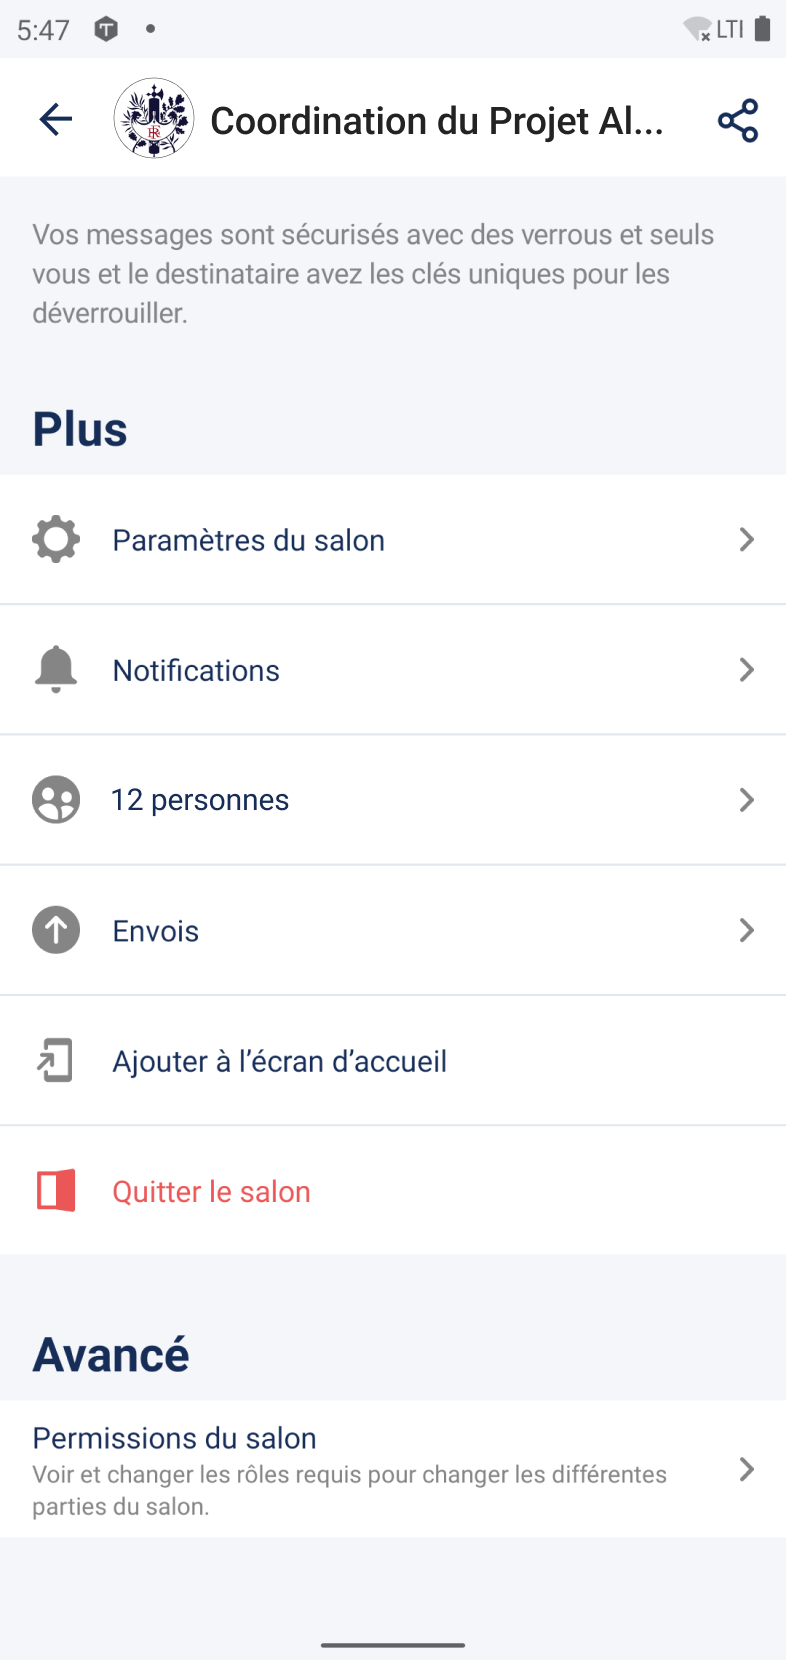 5:47
LTI
Coordination du Projet Al...
Vos messages sont sécurisés avec des verrous et seuls
vous et le destinataire avez les clés uniques pour les
déverrouiller.
Plus
Paramètres du salon
Notifications
12 personnes
Envois
Ajouter à l’écran d’accueil
Quitter le salon
Avancé
Permissions du salon
Voir et changer les rôles requis pour changer les différentes
parties du salon.